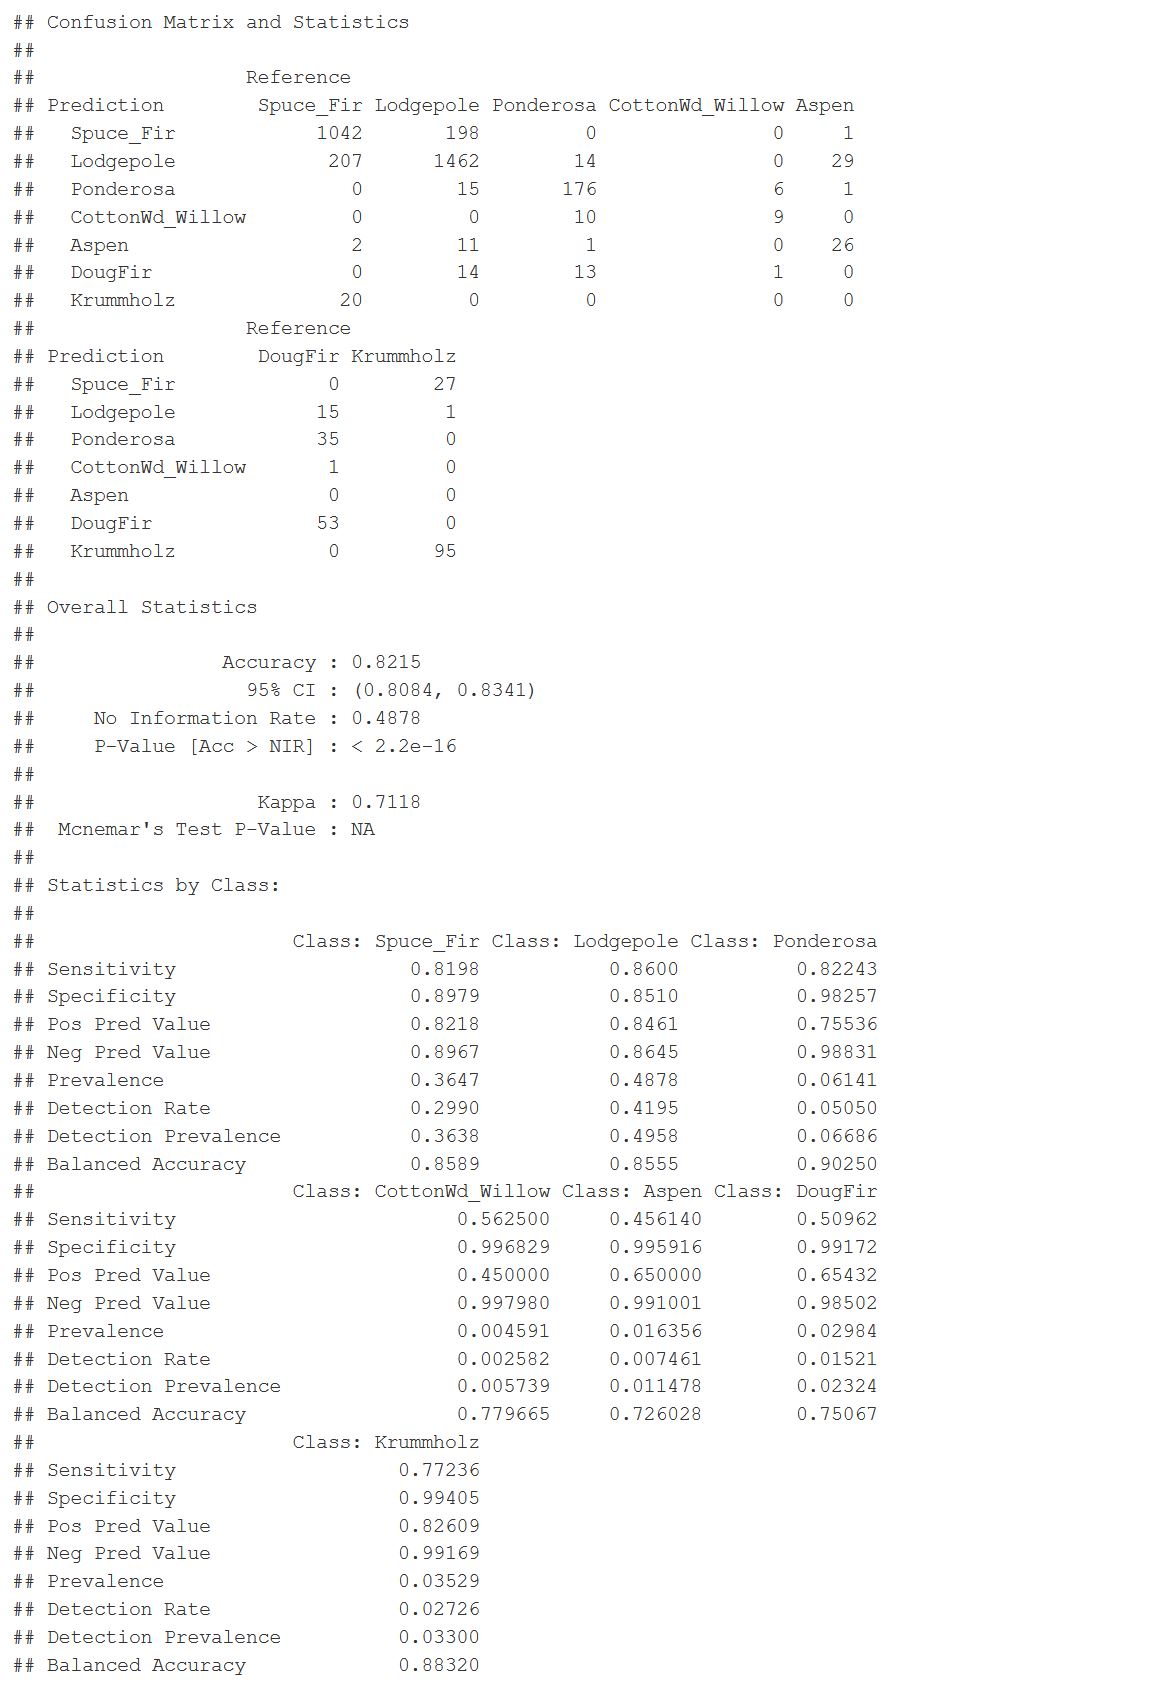 ## Confusion Matrix and Statistics
##
##                  Reference
## Prediction        Spuce_Fir Lodgepole Ponderosa CottonWd_Willow Aspen
##   Spuce_Fir            1042       198         0               0     1
##   Lodgepole             207      1462        14               0    29
##   Ponderosa               0        15       176               6     1
##   CottonWd_Willow         0         0        10               9     0
##   Aspen                   2        11         1               0    26
##   DougFir                 0        14        13               1     0
##   Krummholz              20         0         0               0     0
##                  Reference
## Prediction        DougFir Krummholz
##   Spuce_Fir             0        27
##   Lodgepole            15         1
##   Ponderosa            35         0
##   CottonWd_Willow       1         0
##   Aspen                 0         0
##   DougFir              53         0
##   Krummholz             0        95
##
## Overall Statistics
##
##                Accuracy : 0.8215
##                  95% CI : (0.8084, 0.8341)
##     No Information Rate : 0.4878
##     P-Value [Acc > NIR] : < 2.2e-16
##
##                   Kappa : 0.7118
##  Mcnemar's Test P-Value : NA
##
## Statistics by Class:
##
##                      Class: Spuce_Fir Class: Lodgepole Class: Ponderosa
## Sensitivity                    0.8198           0.8600          0.82243
## Specificity                    0.8979           0.8510          0.98257
## Pos Pred Value                 0.8218           0.8461          0.75536
## Neg Pred Value                 0.8967           0.8645          0.98831
## Prevalence                     0.3647           0.4878          0.06141
## Detection Rate                 0.2990           0.4195          0.05050
## Detection Prevalence           0.3638           0.4958          0.06686
## Balanced Accuracy              0.8589           0.8555          0.90250
##                      Class: CottonWd_Willow Class: Aspen Class: DougFir
## Sensitivity                        0.562500     0.456140        0.50962
## Specificity                        0.996829     0.995916        0.99172
## Pos Pred Value                     0.450000     0.650000        0.65432
## Neg Pred Value                     0.997980     0.991001        0.98502
## Prevalence                         0.004591     0.016356        0.02984
## Detection Rate                     0.002582     0.007461        0.01521
## Detection Prevalence               0.005739     0.011478        0.02324
## Balanced Accuracy                  0.779665     0.726028        0.75067
##                      Class: Krummholz
## Sensitivity                   0.77236
## Specificity                   0.99405
## Pos Pred Value                0.82609
## Neg Pred Value                0.99169
## Prevalence                    0.03529
## Detection Rate                0.02726
## Detection Prevalence          0.03300
## Balanced Accuracy             0.88320